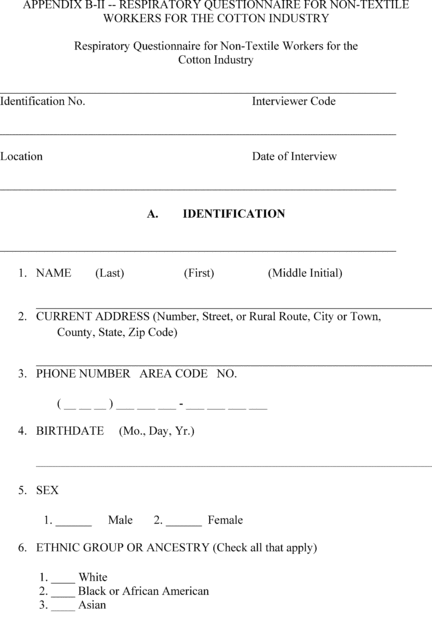 APPENDIX B-II -- RESPIRATORY QUESTIONNAIRE FOR NON-TEXTILE
WORKERS FOR THE COTTON INDUSTRY
Respiratory Questionnaire for Non-Textile Workers for the
Cotton Industry
Identification No. Interviewer Code
Location Date of Interview
A. IDENTIFICATION
1. NAME (Last) (First) (Middle Initial)
2. CURRENT ADDRESS (Number, Street, or Rural Route, City or Town,
County, State, Zip Code)
3. PHONE NUMBER AREA CODE NO.
( __ __ __ ) ___ ___ ___ - ___ ___ ___ ___
4. BIRTHDATE (Mo., Day, Yr.)
5. SEX
1. ______ Male 2. ______ Female
6. ETHNIC GROUP OR ANCESTRY (Check all that apply)
1. ____ White
2. ____ Black or African American
3. ____ Asian